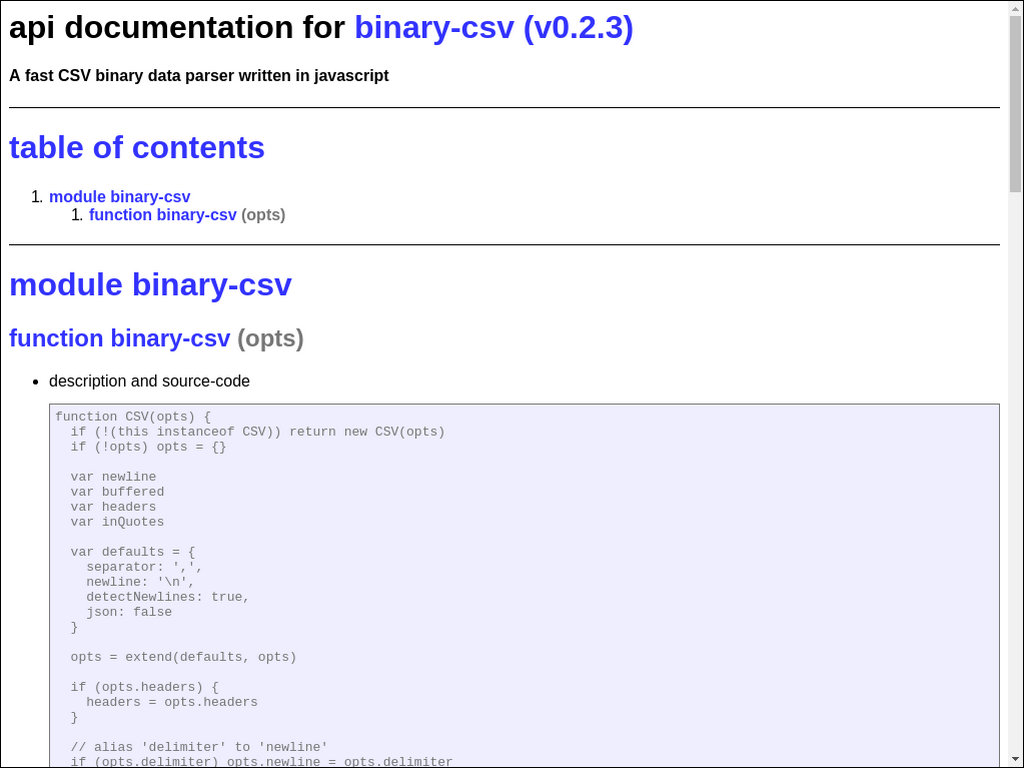 api documentation for binary-csv (v0.2.3)
A fast CSV binary data parser written in javascript
table of contents
1. module binary-csv
1. function binary-csv (opts)
module binary-csv
function binary-csv (opts)
• description and source-code
function CSV(opts) {
  if (!(this instanceof CSV)) return new CSV(opts)
  if (!opts) opts = {}
  var newline
  var buffered
  var headers
  var inQuotes
  var defaults = {
    separator: ',',
    newline: '\n',
    detectNewlines: true,
    json: false
  }
  opts = extend(defaults, opts)
  if (opts.headers) {
    headers = opts.headers
  }
  // alias 'delimiter' to 'newline'
  if (opts.delimiter) opts.newline = opts.delimiter